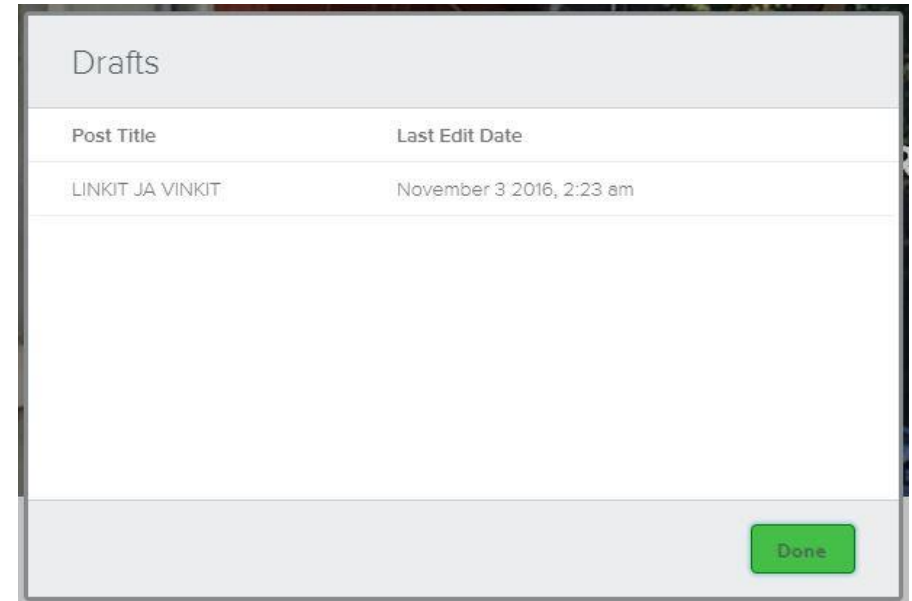 Drafts
Post Title Last Edit Date
LINKIT JA VINKIT November 3 2016, 2:23 am
Done